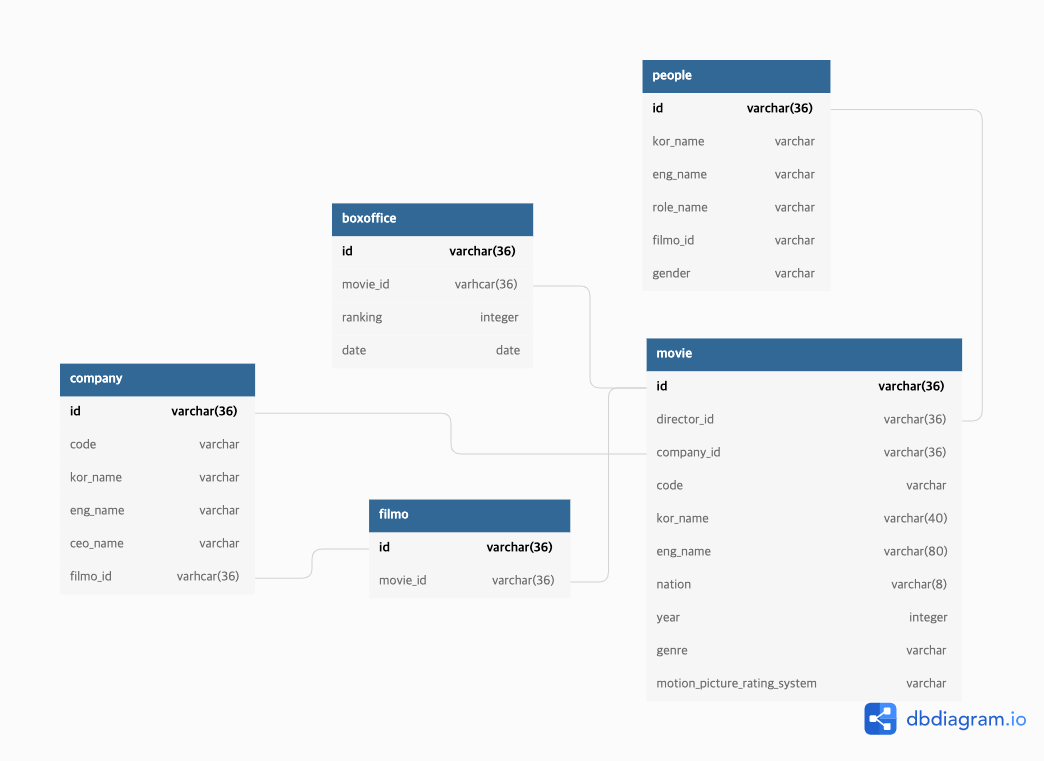 people
id varchar(36)
kor_name varchar
eng_name varchar
role_name varchar
filmo_id varchar
gender varchar
boxoffice
id varchar(36)
movie_id varhcar(36)
ranking integer
date date
movie
id varchar(36)
director_id varchar(36)
company_id varchar(36)
code varchar
kor_name varchar(40)
eng_name varchar(80)
nation varchar(8)
year integer
genre varchar
motion_picture_rating_system varchar
company
id varchar(36)
code varchar
kor_name varchar
eng_name varchar
ceo_name varchar
filmo_id varhcar(36)
filmo
id varchar(36)
movie_id varchar(36)
dbdiagram.io